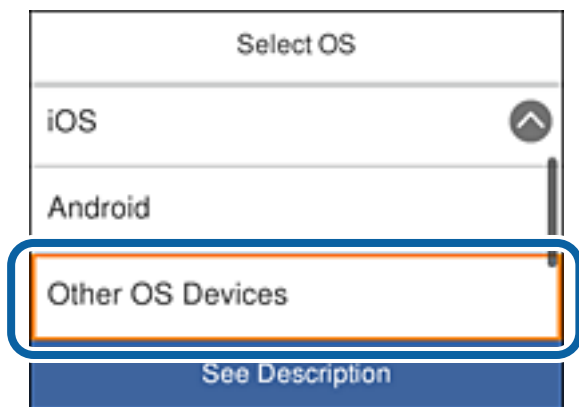 Select OS
iOS
Android
Other OS Devices
See Description